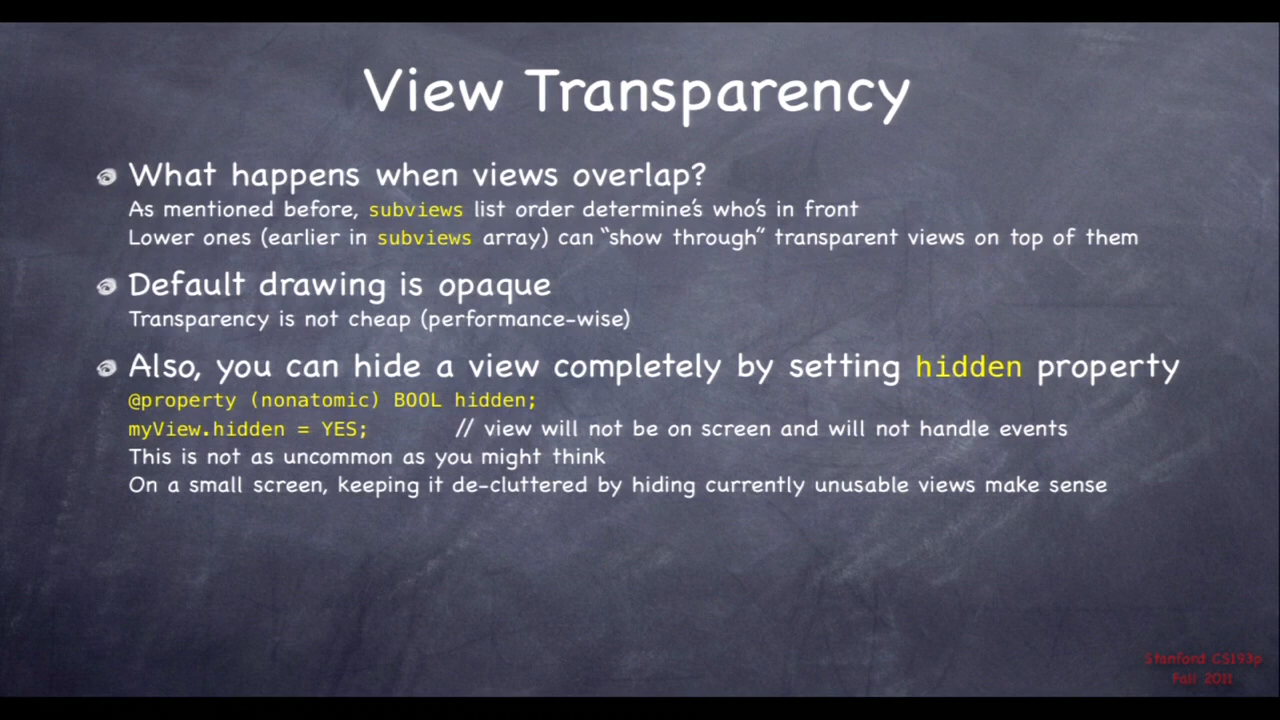 View Transparency
What happens when views overlap?
As mentioned before, subviews list order determine's who's in front
Lower ones (earlier in subviews array) can “show through” transparent views on top of them
Default drawing is opaque
Transparency is not cheap (performance-wise)
Also, you can hide a view completely by setting hidden property
@property (nonatomic) BOOL hidden;
myView.hidden = YES; // view will not be on screen and will not handle events
This is not as uncommon as you might think
On a small screen, keeping it de-cluttered by hiding currently unusable views make sense
Stanford CS193p
Fall 2011